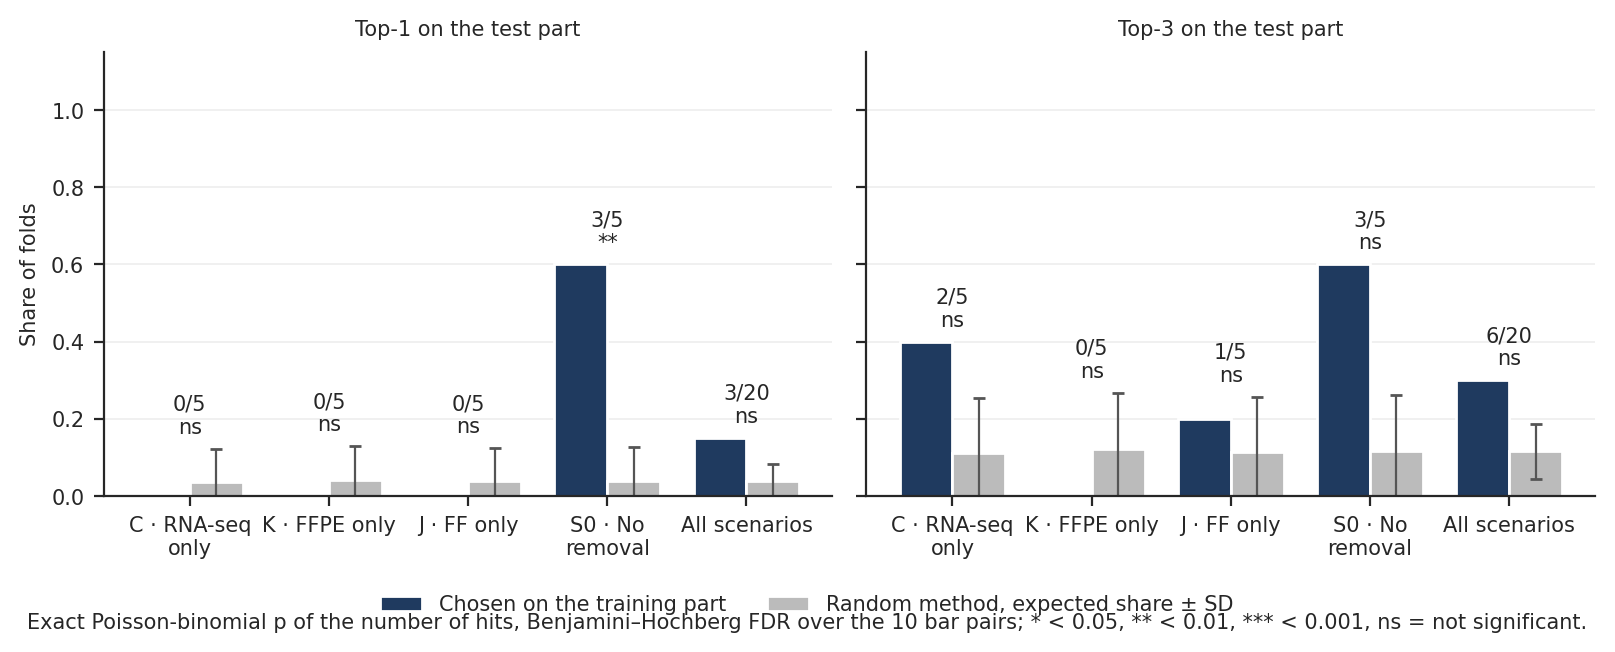 Top-1 on the test part
Top-3 on the test part
Share of folds
1.0
0.8
0.6
0.4
0.2
0.0
0/5
ns
0/5
ns
0/5
ns
3/5
**
3/20
ns
2/5
ns
0/5
ns
1/5
ns
3/5
ns
6/20
ns
C · RNA-seq
only
K · FFPE only
J · FF only
S0 · No
removal
All scenarios
C · RNA-seq
only
K · FFPE only
J · FF only
S0 · No
removal
All scenarios
Chosen on the training part
Random method, expected share ± SD
Exact Poisson-binomial p of the number of hits, Benjamini–Hochberg FDR over the 10 bar pairs; * < 0.05, ** < 0.01, *** < 0.001, ns = not significant.